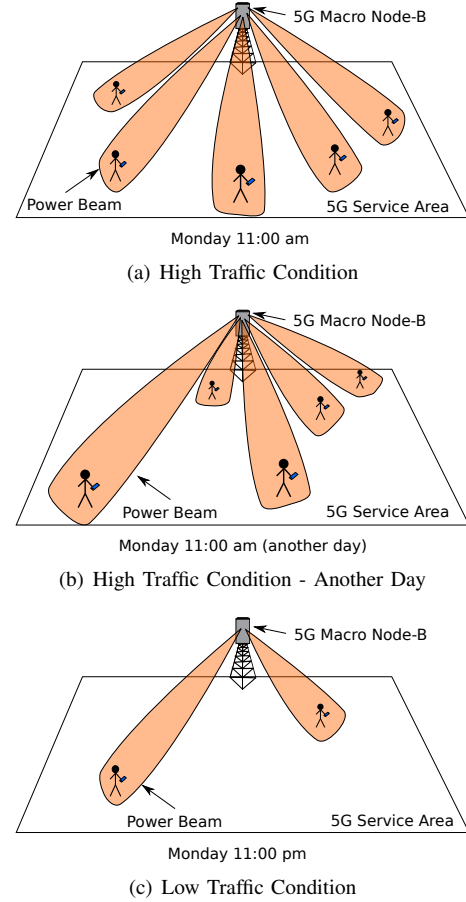 5G Macro Node-B
Power Beam
5G Service Area
Monday 11:00 am
(a) High Traffic Condition
5G Macro Node-B
Power Beam
5G Service Area
Monday 11:00 am (another day)
(b) High Traffic Condition - Another Day
5G Macro Node-B
5G Service Area
Power Beam
Monday 11:00 pm
(c) Low Traffic Condition